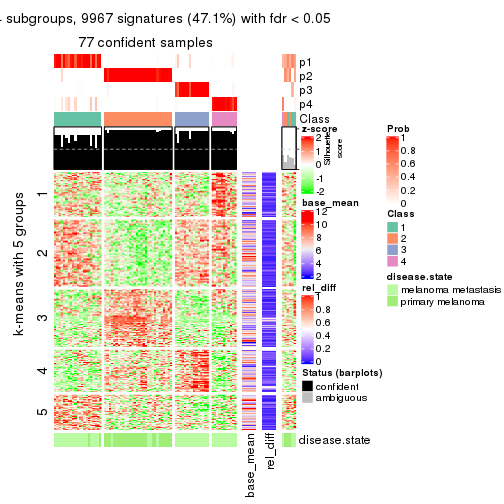 subgroups, 9967 signatures (47.1%) with fdr < 0.05
77 confident samples
p1
p2
p3
p4
Class
Silhouette score
k-means with 5 groups
1
2
3
4
5
disease.state
base_mean
rel_diff
z-score
2
1
0
-1
-2
base_mean
12
10
8
6
4
2
rel_diff
1
0.8
0.6
0.4
0.2
0
Status (barplots)
confident
ambiguous
Prob
1
0.8
0.6
0.4
0.2
0
Class
1
2
3
4
disease.state
melanoma metastasis
primary melanoma